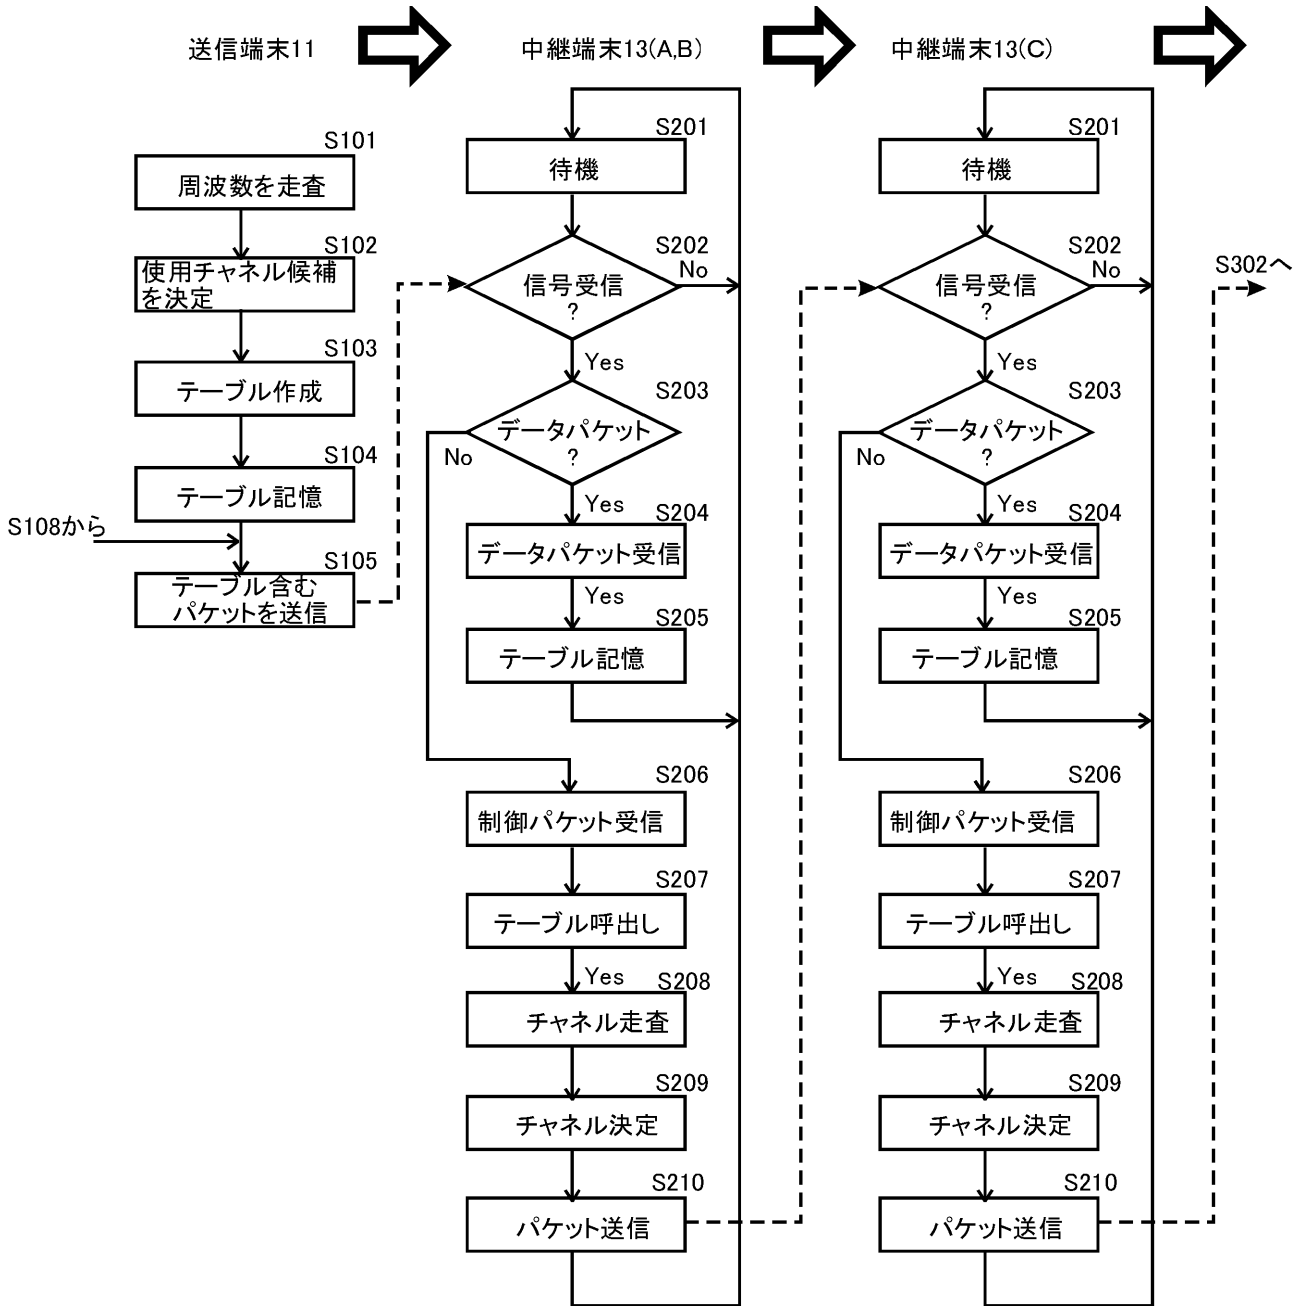 送信端末11
中継端末13(A,B)
中継端末13(C)
S101
周波数を走査
S102
使用チャネル候補
を決定
S103
テーブル作成
S104
テーブル記憶
S108から
S105
テーブル含む
パケットを送信
S201
待機
S202
信号受信
?
No
Yes
S203
データパケット
?
No
Yes
S204
データパケット受信
Yes
S205
テーブル記憶
S206
制御パケット受信
S207
テーブル呼出し
Yes
S208
チャネル走査
S209
チャネル決定
S210
パケット送信
S201
待機
S202
信号受信
?
No
Yes
S203
データパケット
?
No
Yes
S204
データパケット受信
Yes
S205
テーブル記憶
S206
制御パケット受信
S207
テーブル呼出し
Yes
S208
チャネル走査
S209
チャネル決定
S210
パケット送信
S302へ